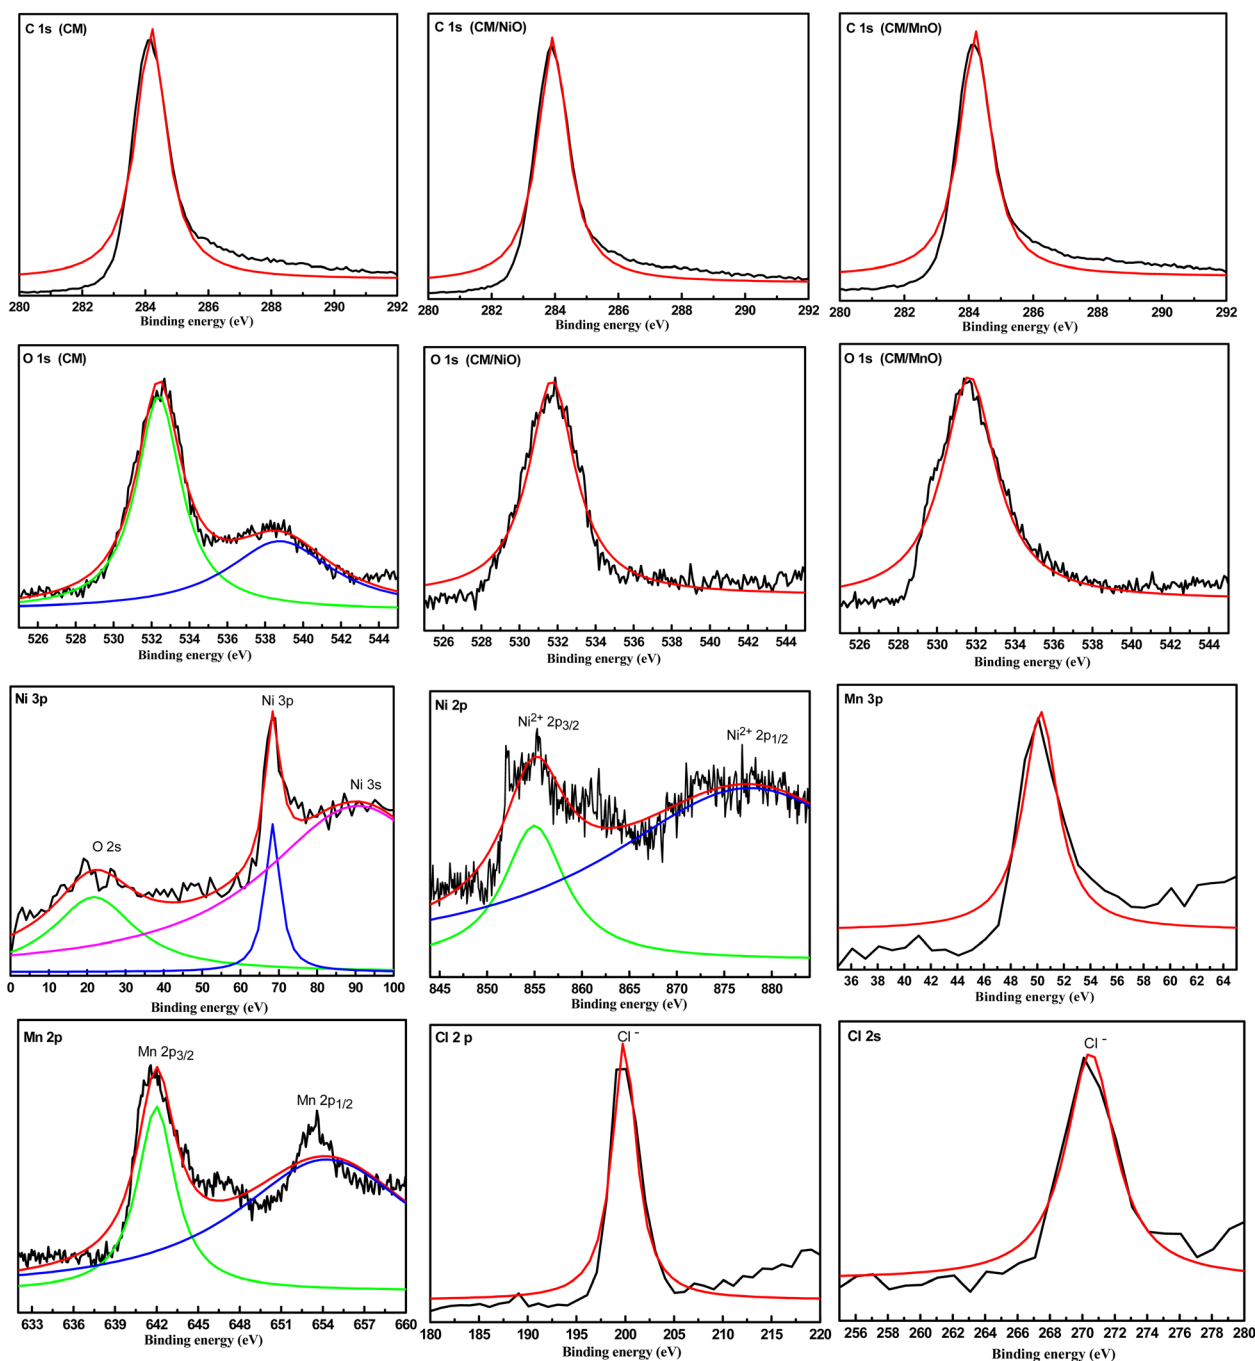 C 1s (CM)
280 282 284 286 288 290 292
Binding energy (eV)
C 1s (CM/NiO)
280 282 284 286 288 290 292
Binding energy (eV)
C 1s (CM/MnO)
280 282 284 286 288 290 292
Binding energy (eV)
O 1s (CM)
526 530 534 538 542 544
Binding energy (eV)
O 1s (CM/NiO)
526 530 534 540 544
Binding energy (eV)
O 1s (CM/MnO)
526 528 530 532 534 536 538 540 542 544
Binding energy (eV)
Ni 3p
Ni 3p
Ni 3s
O 2s
0 10 20 30 40 50 60 70 80 90 100
Binding energy (eV)
Ni 2p
Ni²⁺ 2p₃/₂
Ni²⁺ 2p₁/₂
845 850 855 860 865 870 875 880
Binding energy (eV)
Mn 3p
36 38 40 42 44 46 48 50 52 54 56 58 60 62 64
Binding energy (eV)
Mn 2p
Mn 2p₃/₂
Mn 2p₁/₂
633 636 639 642 645 648 651 654 657 660
Binding energy (eV)
Cl 2 p
Cl ⁻
180 185 190 195 200 205 210 215 220
Binding energy (eV)
Cl 2s
Cl ⁻
256 258 260 262 264 266 268 270 272 274 276 278 280
Binding energy (eV)